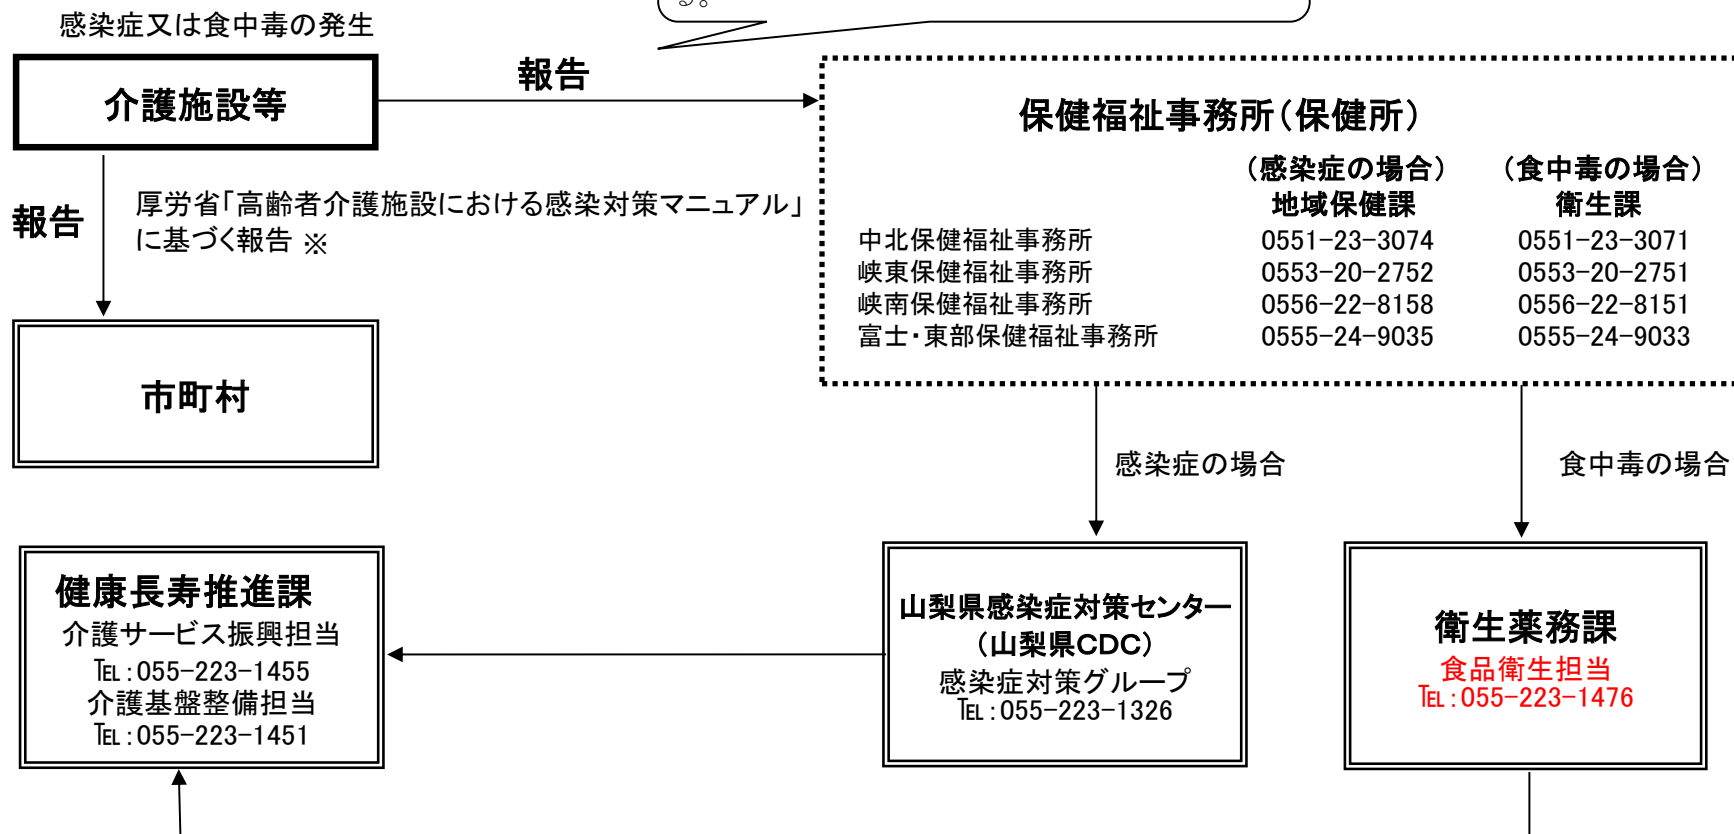 る。
感染症又は食中毒の発生
介護施設等
報告
報告
厚労省「高齢者介護施設における感染対策マニュアル」
に基づく報告 ※
市町村
保健福祉事務所（保健所）
（感染症の場合） （食中毒の場合）
地域保健課 衛生課
中北保健福祉事務所 0551-23-3074 0551-23-3071
峡東保健福祉事務所 0553-20-2752 0553-20-2751
峡南保健福祉事務所 0556-22-8158 0556-22-8151
富士・東部保健福祉事務所 0555-24-9035 0555-24-9033
感染症の場合
食中毒の場合
健康長寿推進課
介護サービス振興担当
℡：055-223-1455
介護基盤整備担当
℡：055-223-1451
山梨県感染症対策センター
（山梨県CDC）
感染症対策グループ
℡：055-223-1326
衛生薬務課
食品衛生担当
℡：055-223-1476